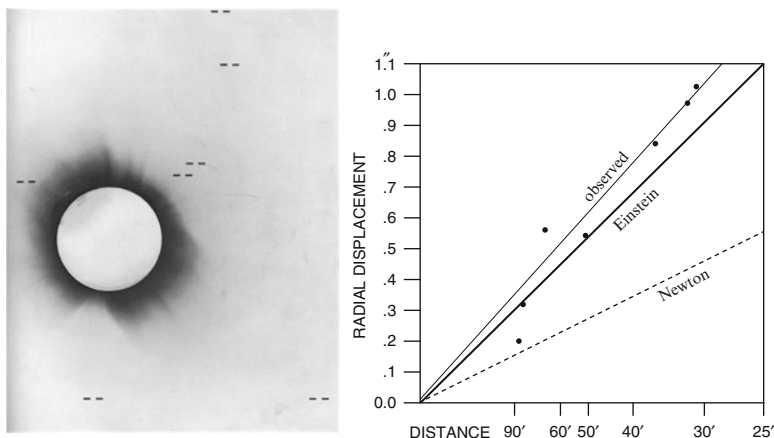 ″
1.1
1.0
.9
.8
.7
.6
.5
.4
.3
.2
.1
0.0
RADIAL DISPLACEMENT
observed
Einstein
Newton
DISTANCE 90′ 60′ 50′ 40′ 30′ 25′